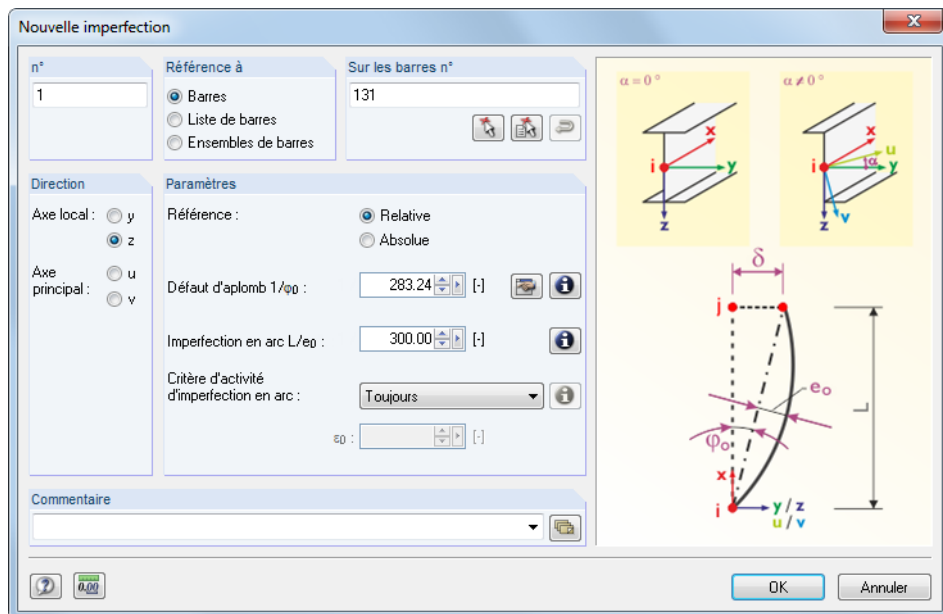 Nouvelle imperfection
n°
1
Référence à
Barres
Liste de barres
Ensembles de barres
Sur les barres n°
131
Direction
Axe local :
y
z
Axe principal :
u
v
Paramètres
Référence :
Relative
Absolue
Défaut d'aplomb 1/φ0 :
283.24
[-]
Imperfection en arc L/e0 :
300.00
[-]
Critère d'activité
d'imperfection en arc :
Toujours
ε0 :
[-]
Commentaire
α = 0 °
x
i
y
z
α ≠ 0 °
x
u
i
α
y
v
z
δ
j
e₀
L
φ₀
x
i
y / z
u / v
0.00
OK
Annuler